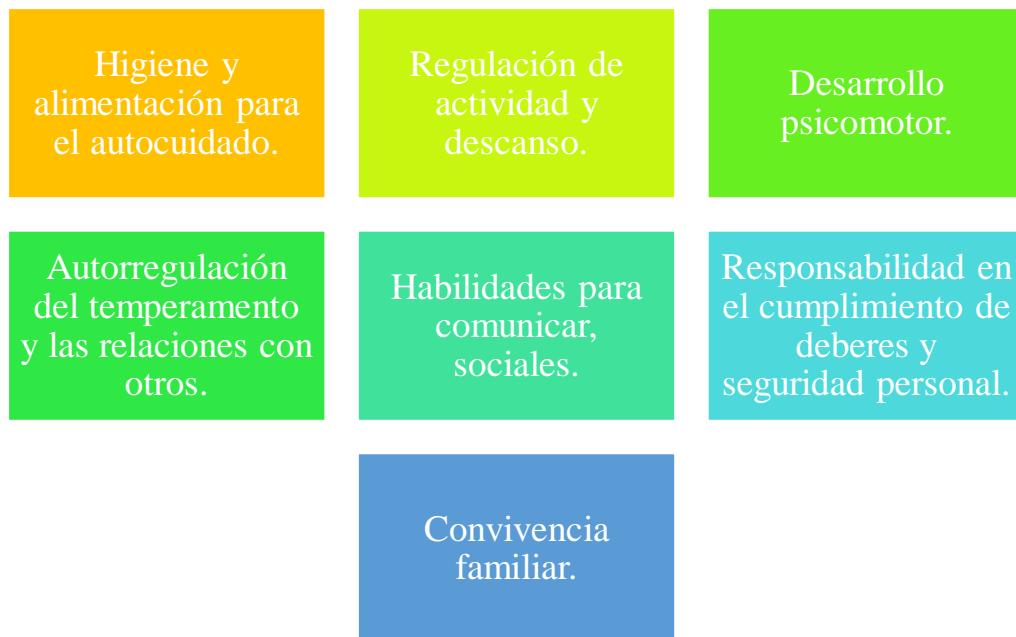 Higiene y
alimentación para
el autocuidado.
Regulación de
actividad y
descanso.
Desarrollo
psicomotor.
Autorregulación
del temperamento
y las relaciones con
otros.
Habilidades para
comunicar,
sociales.
Responsabilidad en
el cumplimiento de
deberes y
seguridad personal.
Convivencia
familiar.